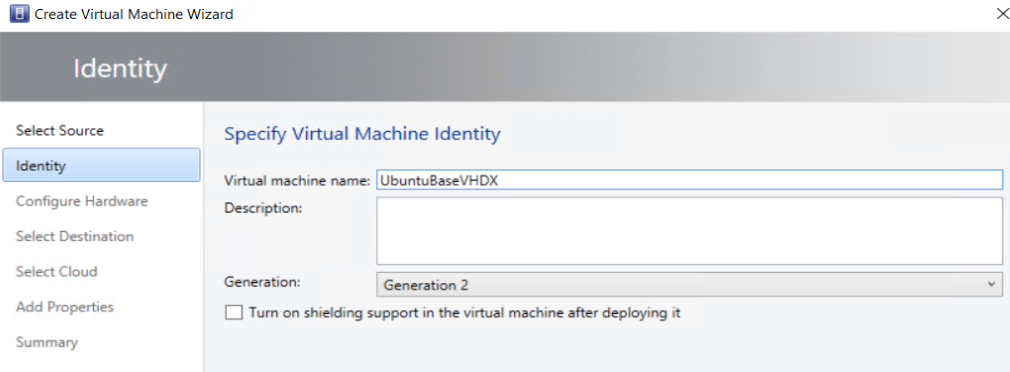 Create Virtual Machine Wizard
Identity
Select Source
Identity
Configure Hardware
Select Destination
Select Cloud
Add Properties
Summary
Specify Virtual Machine Identity
Virtual machine name: UbuntuBaseVHDX
Description:
Generation: Generation 2
Turn on shielding support in the virtual machine after deploying it